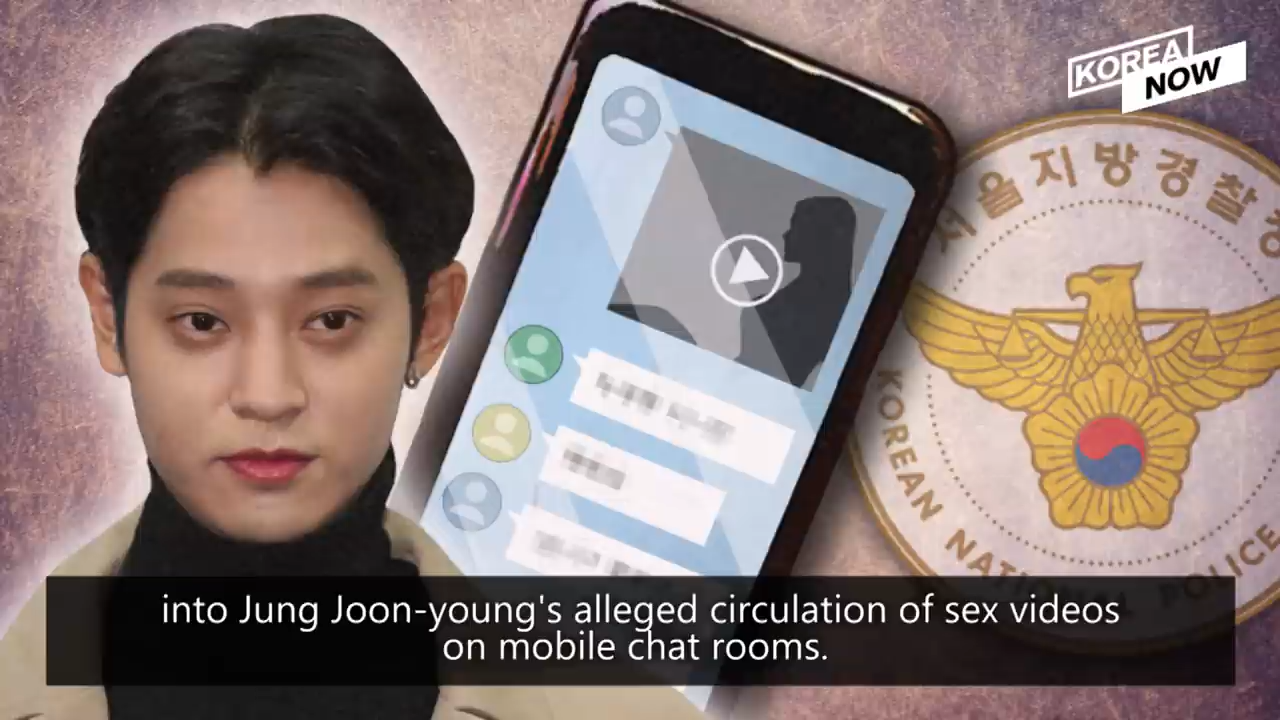 KOREA
NOW
서울지방경찰청
KOREAN NATIONAL POLICE
into Jung Joon-young's alleged circulation of sex videos
on mobile chat rooms.